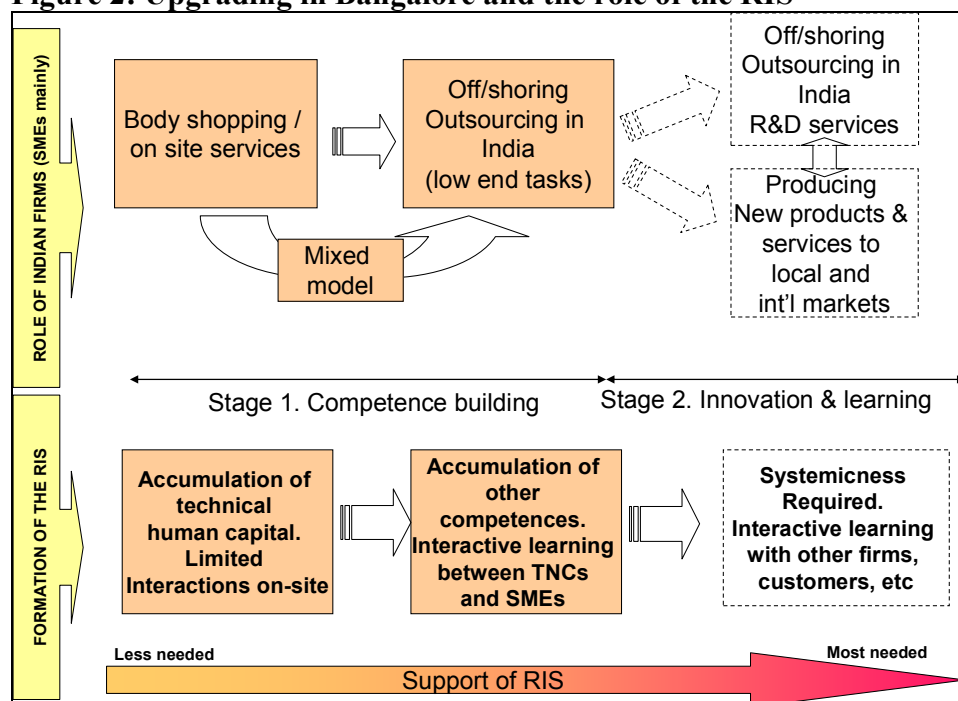 Figure 2: Upgrading in Bangalore and the role of the RIS
ROLE OF INDIAN FIRMS (SMEs mainly)
Body shopping /
on site services
Off/shoring
Outsourcing in
India
(low end tasks)
Mixed
model
Off/shoring
Outsourcing in
India
R&D services
Producing
New products &
services to
local and
int'l markets
Stage 1. Competence building
Stage 2. Innovation & learning
FORMATION OF THE RIS
Accumulation of
technical
human capital.
Limited
Interactions on-site
Accumulation of
other
competences.
Interactive learning
between TNCs
and SMEs
Systemicness
Required.
Interactive learning
with other firms,
customers, etc
Less needed
Most needed
Support of RIS